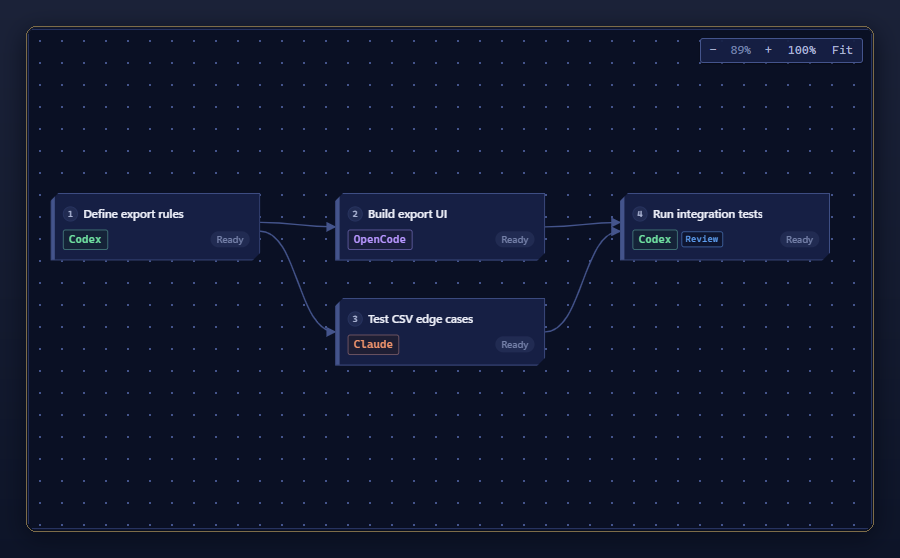 − 89% + 100% Fit
1 Define export rules
Codex Ready
2 Build export UI
OpenCode Ready
4 Run integration tests
Codex Review Ready
3 Test CSV edge cases
Claude Ready